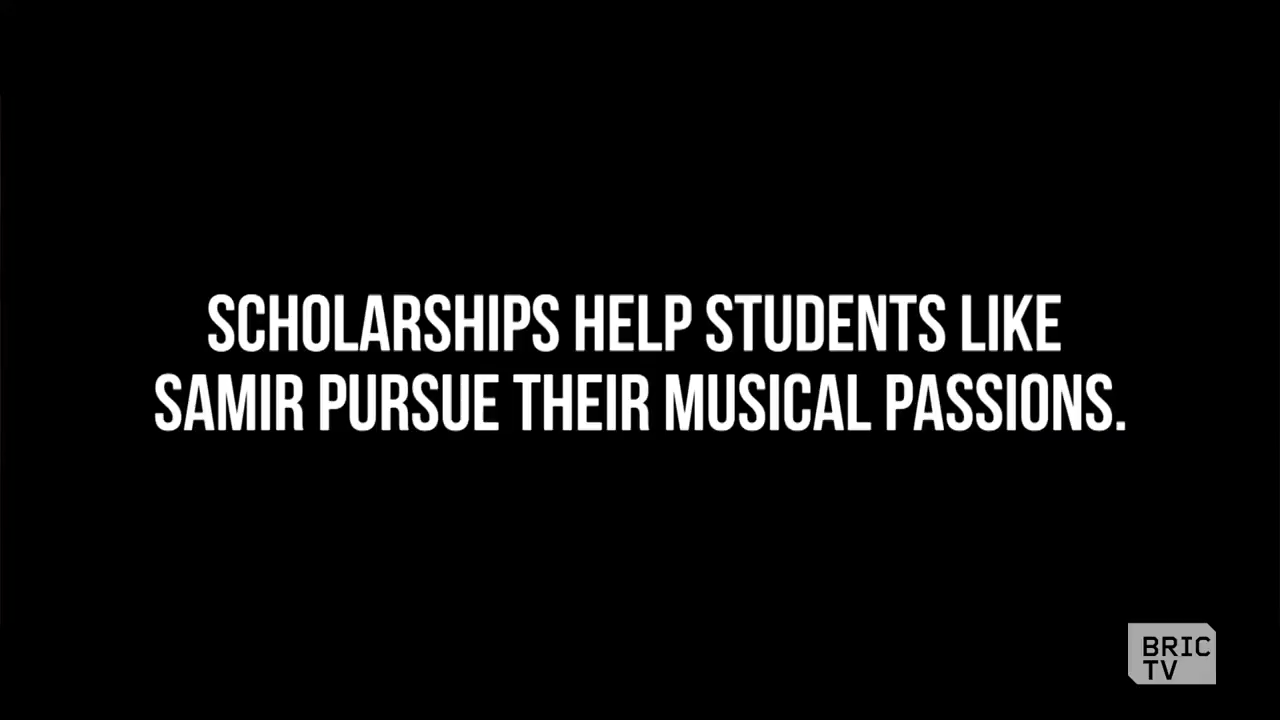 SCHOLARSHIPS HELP STUDENTS LIKE
SAMIR PURSUE THEIR MUSICAL PASSIONS.
BRIC
TV